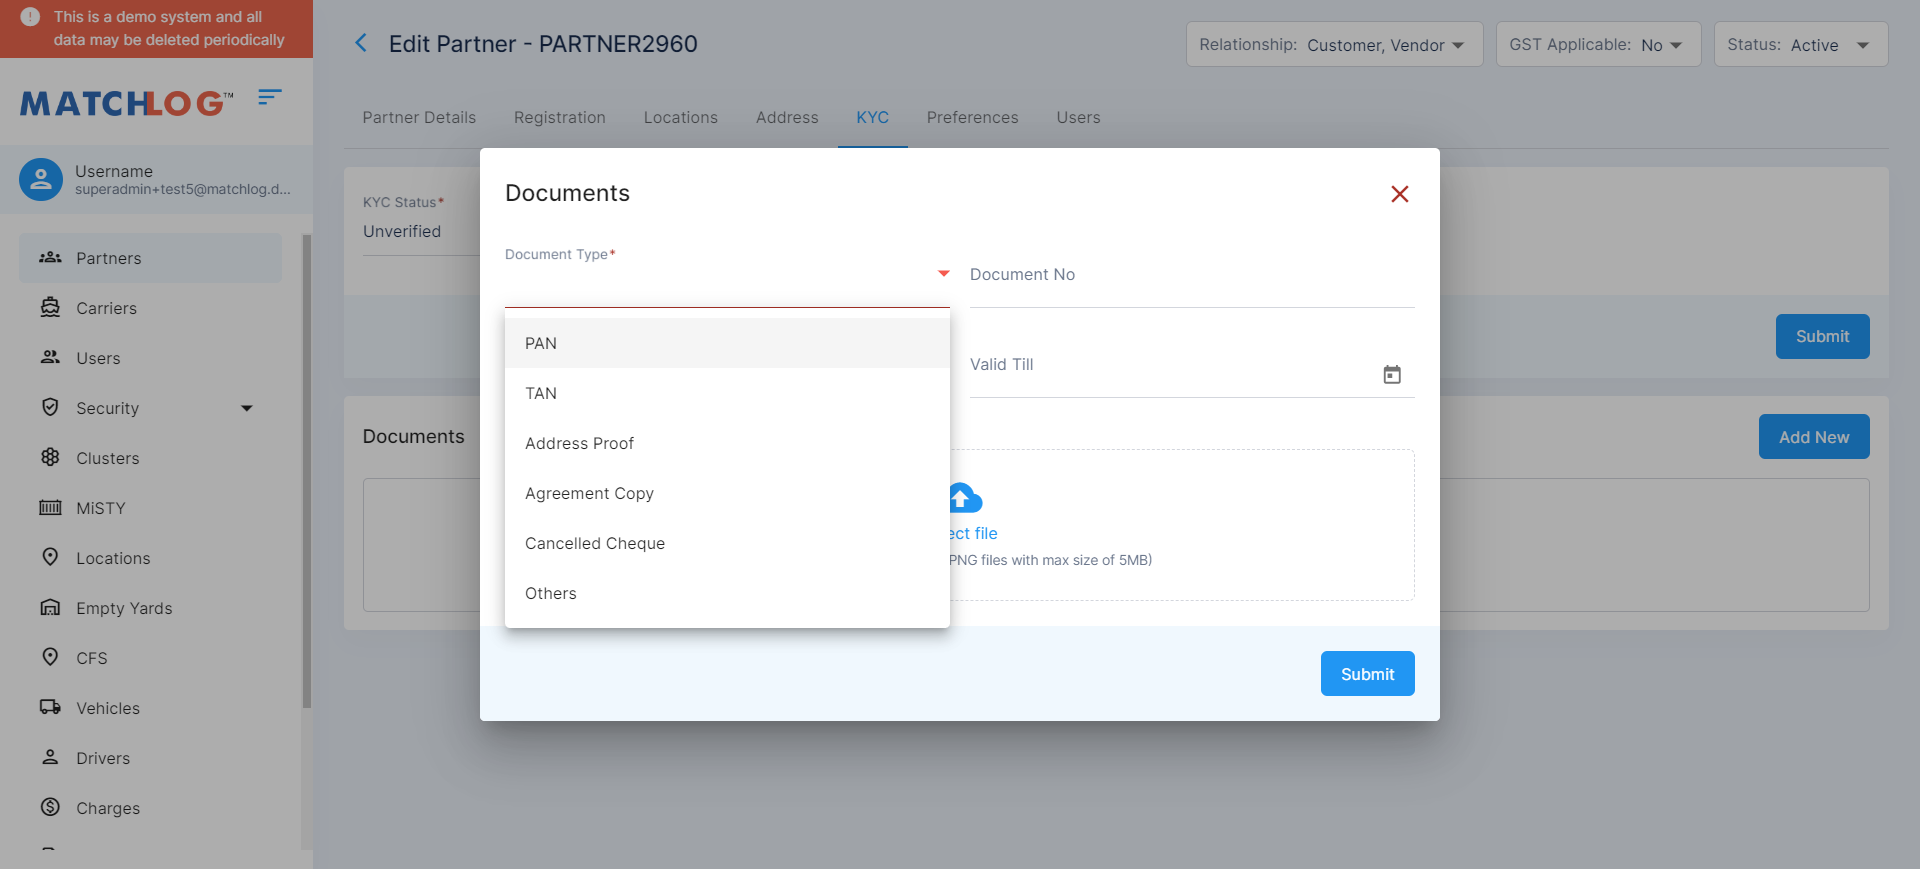 This is a demo system and all
data may be deleted periodically
MATCHLOG™
Username
superadmin+test5@matchlog.d...
Partners
Carriers
Users
Security
Clusters
MiSTY
Locations
Empty Yards
CFS
Vehicles
Drivers
Charges
Edit Partner - PARTNER2960
Relationship: Customer, Vendor
GST Applicable: No
Status: Active
Partner Details
Registration
Locations
Address
KYC
Preferences
Users
KYC Status*
Unverified
Submit
Documents
Add New
Documents
Document Type*
Document No
PAN
TAN
Address Proof
Agreement Copy
Cancelled Cheque
Others
Valid Till
file
PNG files with max size of 5MB)
Submit